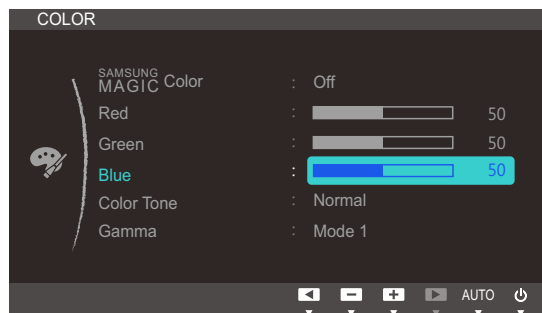 COLOR
SAMSUNG
MAGIC Color : Off
Red : 50
Green : 50
Blue : 50
Color Tone : Normal
Gamma : Mode 1
AUTO